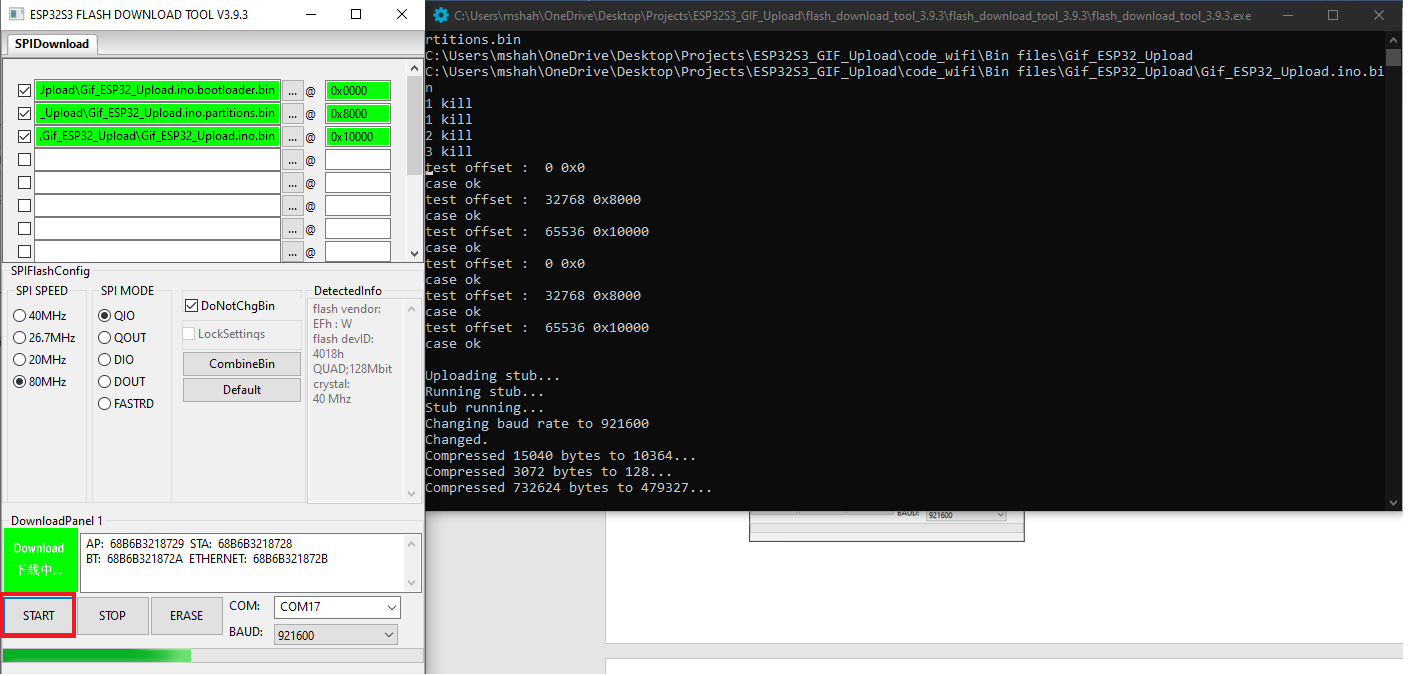 ESP32S3 FLASH DOWNLOAD TOOL V3.9.3
SPIDownload
Jpload\Gif_ESP32_Upload.ino.bootloader.bin ... @ 0x0000
_Upload\Gif_ESP32_Upload.ino.partitions.bin ... @ 0x8000
\Gif_ESP32_Upload\Gif_ESP32_Upload.ino.bin ... @ 0x10000
... @
... @
... @
... @
... @
SPIFlashConfig
SPI SPEED
40MHz
26.7MHz
20MHz
80MHz
SPI MODE
QIO
QOUT
DIO
DOUT
FASTRD
DoNotChgBin
LockSettings
CombineBin
Default
DetectedInfo
flash vendor:
EFh : W
flash devID:
4018h
QUAD;128Mbit
crystal:
40 Mhz
DownloadPanel 1
Download
下载中...
AP: 68B6B3218729 STA: 68B6B3218728
BT: 68B6B321872A ETHERNET: 68B6B321872B
START
STOP
ERASE
COM:
COM17
BAUD:
921600
C:\Users\mshah\OneDrive\Desktop\Projects\ESP32S3_GIF_Upload\flash_download_tool_3.9.3\flash_download_tool_3.9.3\flash_download_tool_3.9.3.exe
rtitions.bin
C:\Users\mshah\OneDrive\Desktop\Projects\ESP32S3_GIF_Upload\code_wifi\Bin files\Gif_ESP32_Upload
C:\Users\mshah\OneDrive\Desktop\Projects\ESP32S3_GIF_Upload\code_wifi\Bin files\Gif_ESP32_Upload\Gif_ESP32_Upload.ino.bi
n
1 kill
1 kill
2 kill
3 kill
test offset :  0 0x0
case ok
test offset :  32768 0x8000
case ok
test offset :  65536 0x10000
case ok
test offset :  0 0x0
case ok
test offset :  32768 0x8000
case ok
test offset :  65536 0x10000
case ok
Uploading stub...
Running stub...
Stub running...
Changing baud rate to 921600
Changed.
Compressed 15040 bytes to 10364...
Compressed 3072 bytes to 128...
Compressed 732624 bytes to 479327...
BAUD: 921600